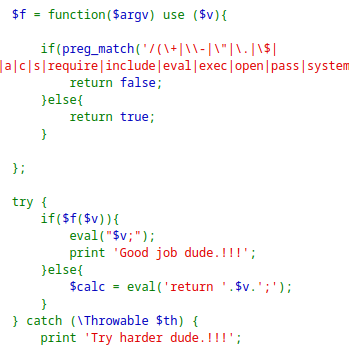 $f = function($argv) use ($v){
if(preg_match('/(\+|\\-|\"|\.|\$|
|a|c|s|require|include|eval|exec|open|pass|system
return false;
}else{
return true;
}
};
try {
if($f($v)){
eval("$v;");
print 'Good job dude.!!!';
}else{
$calc = eval('return '.$v.';');
}
} catch (\Throwable $th) {
print 'Try harder dude.!!!';